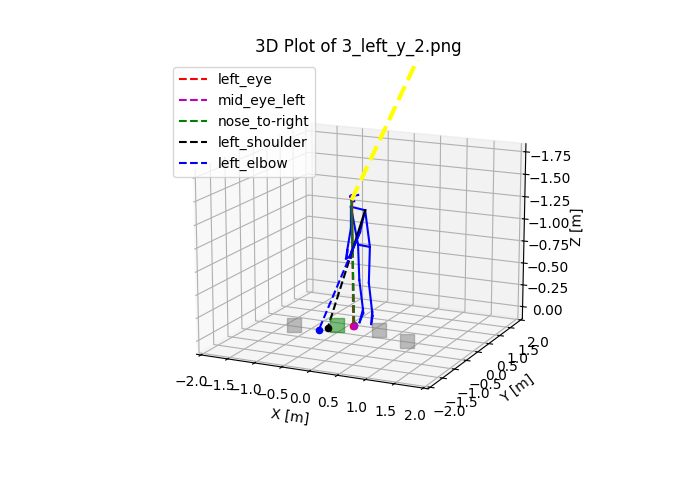 3D Plot of 3_left_y_2.png
left_eye
mid_eye_left
nose_to-right
left_shoulder
left_elbow
−1.75
−1.50
−1.25
−1.00
−0.75
−0.50
−0.25
0.00
Z [m]
−2.0
−1.5
−1.0
−0.5
0.0
0.5
1.0
1.5
2.0
X [m]
−2.0
−1.5
−1.0
−0.5
0.0
0.5
1.0
1.5
2.0
Y [m]